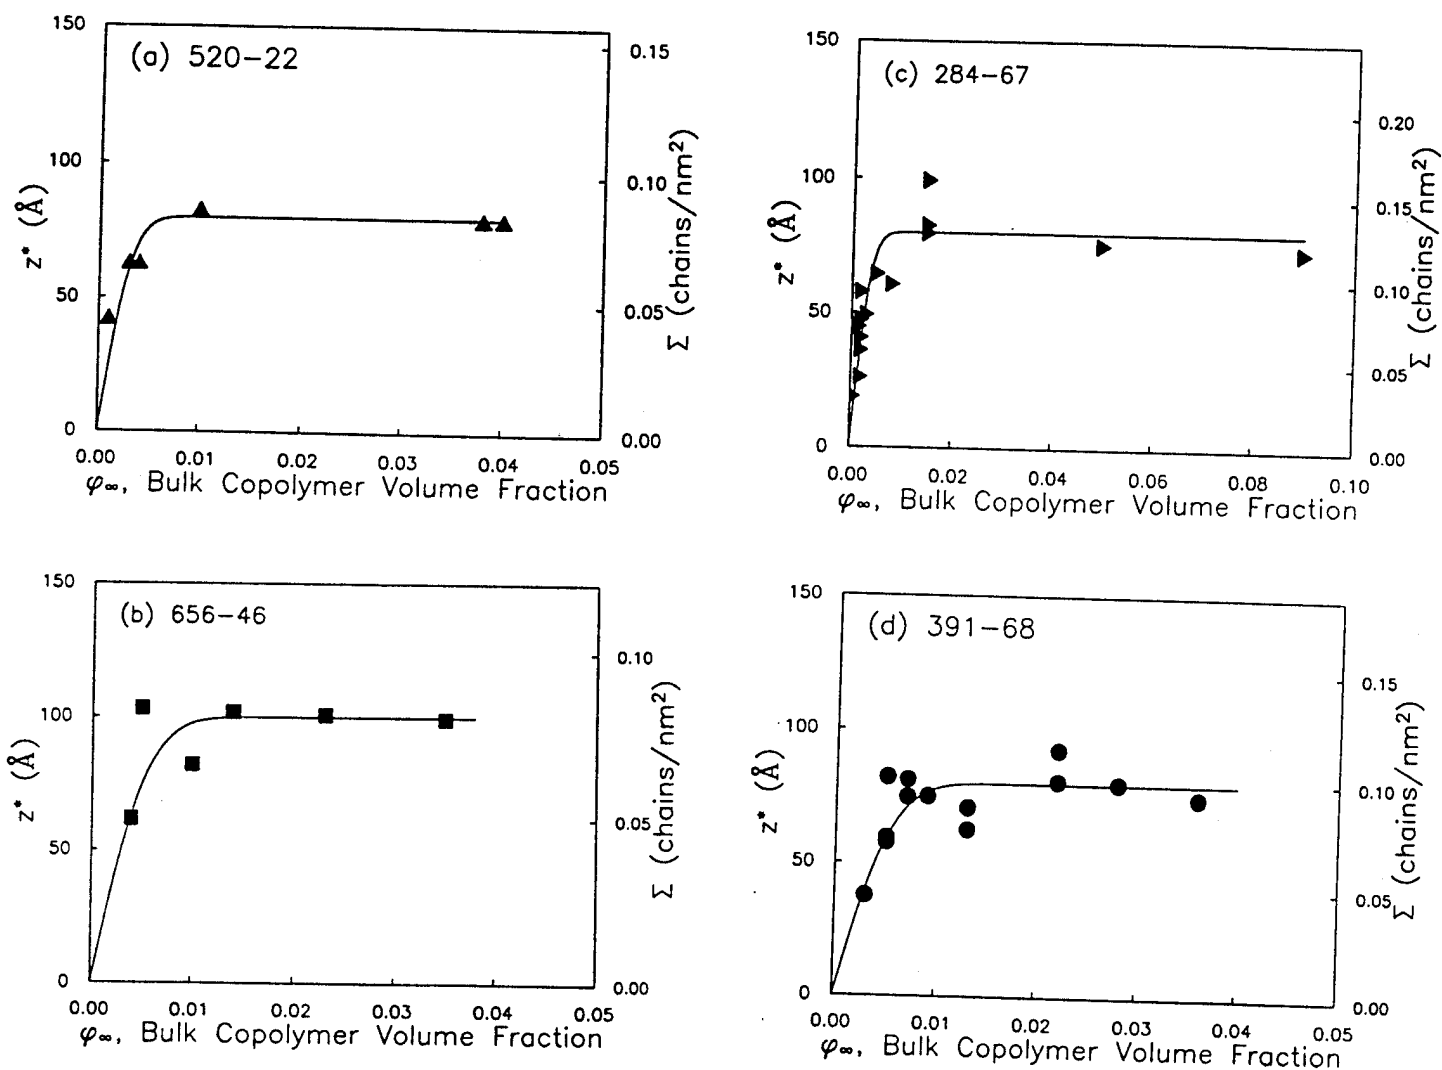 (a) 520-22
150
100
50
0
z* (Å)
0.15
0.10
0.05
0.00
Σ (chains/nm²)
0.00 0.01 0.02 0.03 0.04 0.05
φ∞, Bulk Copolymer Volume Fraction
(c) 284-67
150
100
50
0
z* (Å)
0.20
0.15
0.10
0.05
0.00
Σ (chains/nm²)
0.00 0.02 0.04 0.06 0.08 0.10
φ∞, Bulk Copolymer Volume Fraction
(b) 656-46
150
100
50
0
z* (Å)
0.10
0.05
0.00
Σ (chains/nm²)
0.00 0.01 0.02 0.03 0.04 0.05
φ∞, Bulk Copolymer Volume Fraction
(d) 391-68
150
100
50
0
z* (Å)
0.15
0.10
0.05
0.00
Σ (chains/nm²)
0.00 0.01 0.02 0.03 0.04 0.05
φ∞, Bulk Copolymer Volume Fraction